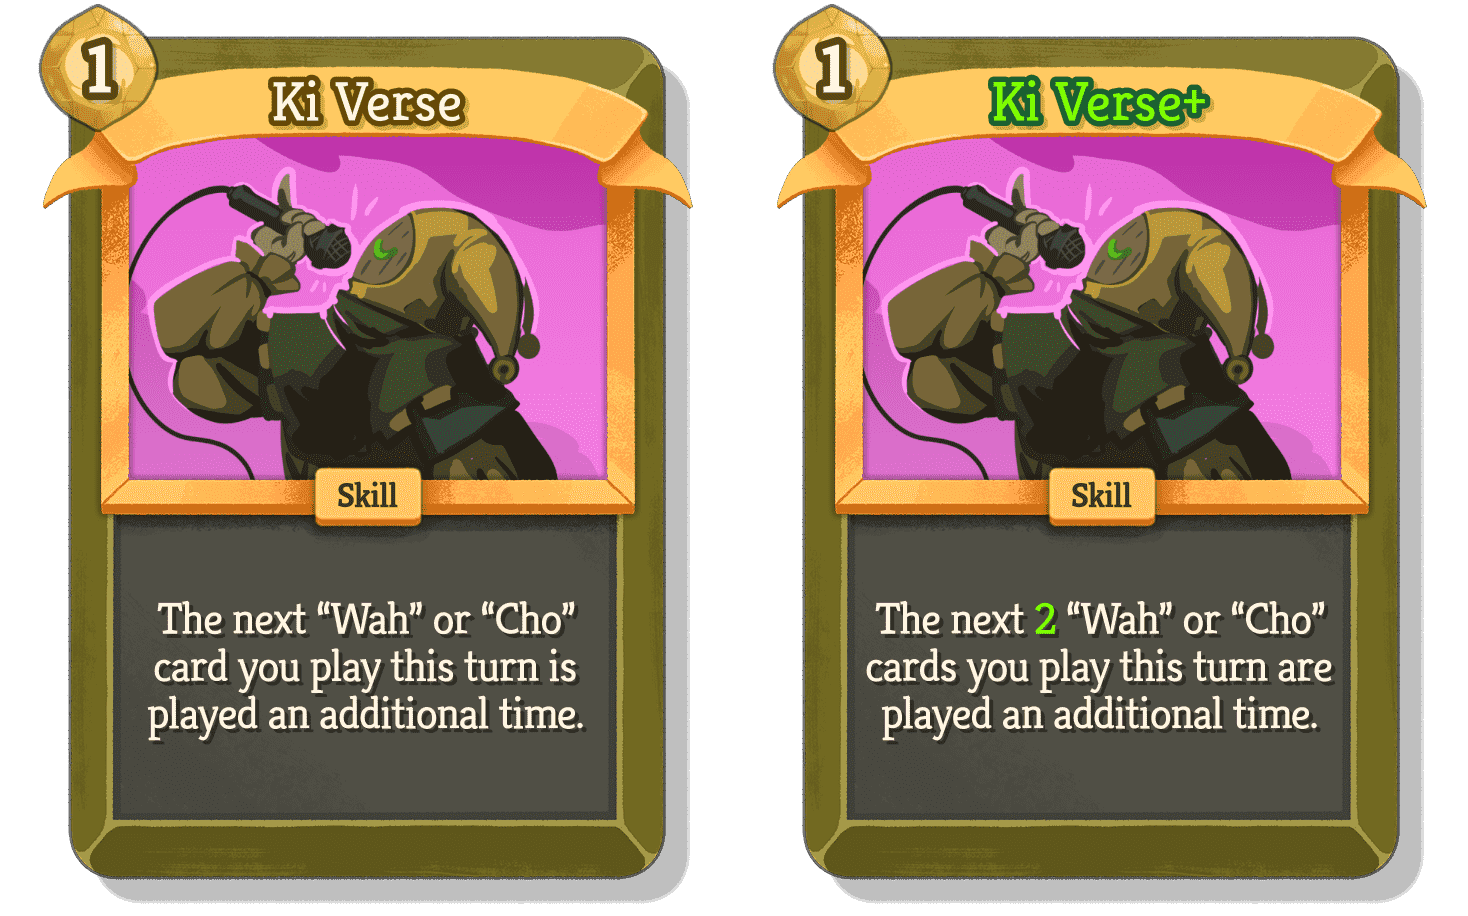 1
Ki Verse
Skill
The next “Wah” or “Cho”
card you play this turn is
played an additional time.
1
Ki Verse+
Skill
The next 2 “Wah” or “Cho”
cards you play this turn are
played an additional time.